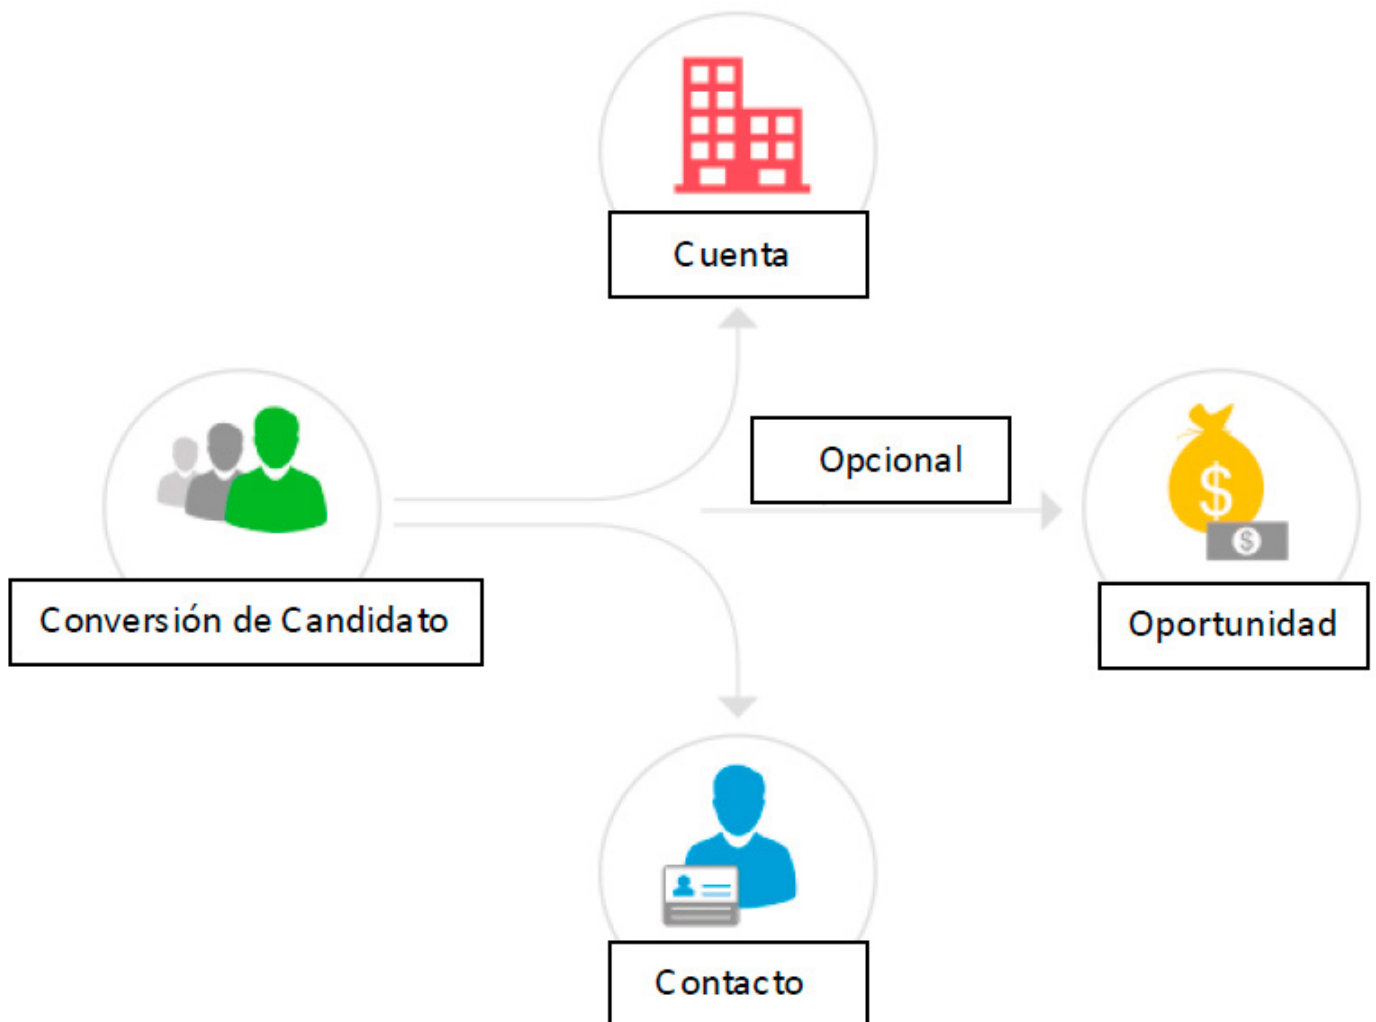 Cuenta
Opcional
$
$
Conversión de Candidato
Oportunidad
Contacto